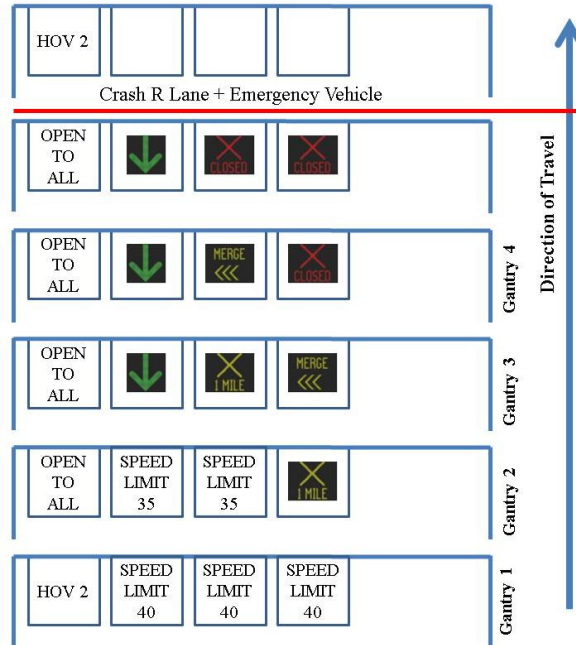 HOV 2
Crash R Lane + Emergency Vehicle
OPEN
TO
ALL
CLOSED
CLOSED
OPEN
TO
ALL
MERGE
<<<
CLOSED
Gantry 4
OPEN
TO
ALL
1 MILE
MERGE
<<<
Gantry 3
OPEN
TO
ALL
SPEED
LIMIT
35
SPEED
LIMIT
35
1 MILE
Gantry 2
HOV 2
SPEED
LIMIT
40
SPEED
LIMIT
40
SPEED
LIMIT
40
Gantry 1
Direction of Travel